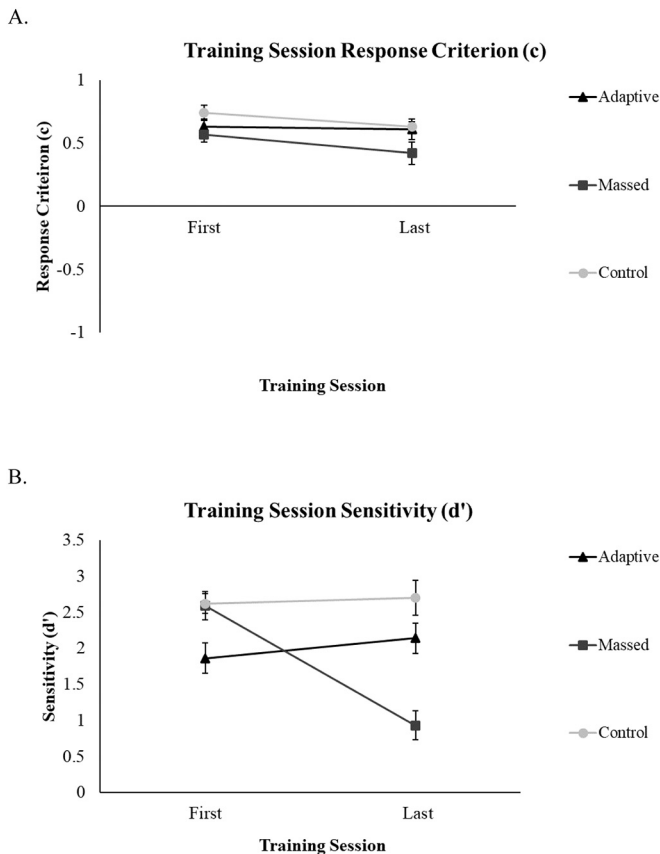 A.
Training Session Response Criterion (c)
1
0.5
0
-0.5
-1
Response Criteiron (c)
First
Last
Training Session
Adaptive
Massed
Control
B.
Training Session Sensitivity (d')
3.5
3
2.5
2
1.5
1
0.5
0
Sensitivity (d')
First
Last
Training Session
Adaptive
Massed
Control